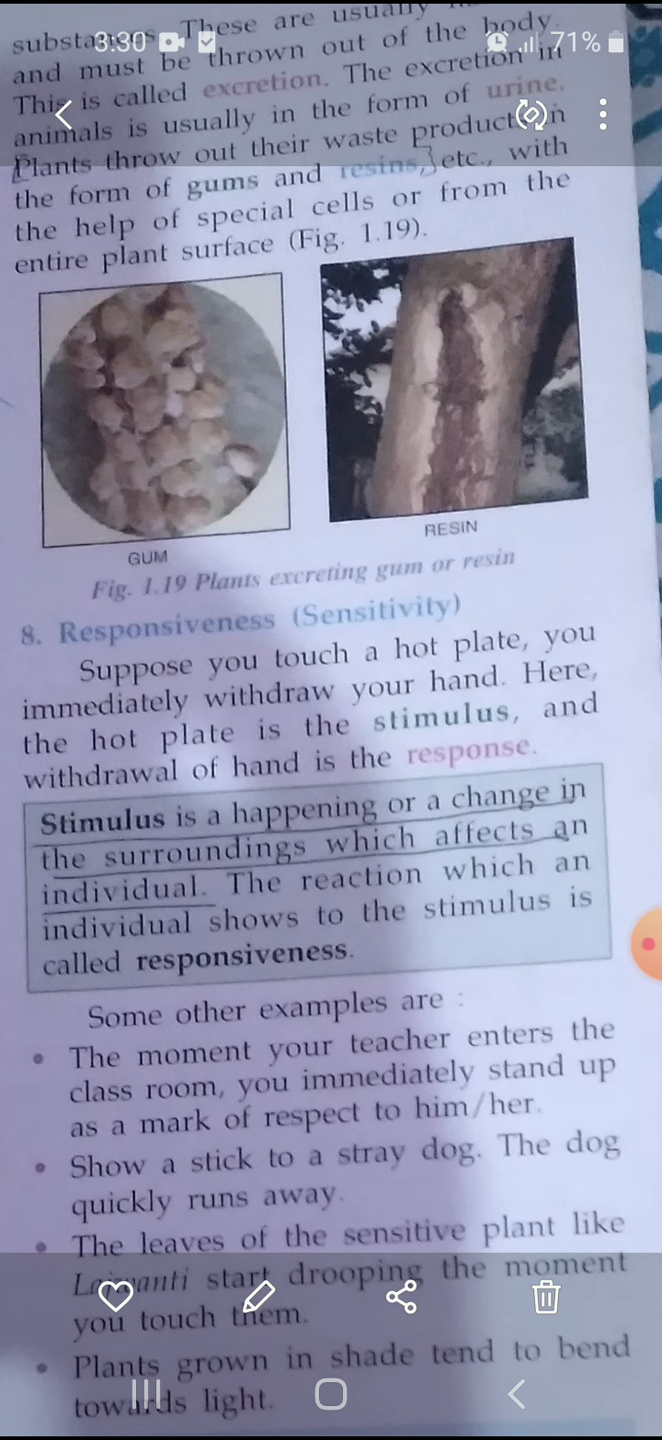 and must be thrown out of the body.
3:30
71%
This is called excretion. The excretion in
animals is usually in the form of urine.
Plants throw out their waste products in
the form of gums and resins, etc., with
the help of special cells or from the
entire plant surface (Fig. 1.19).
GUM
RESIN
Fig. 1.19 Plants excreting gum or resin
8. Responsiveness (Sensitivity)
Suppose you touch a hot plate, you
immediately withdraw your hand. Here,
the hot plate is the stimulus, and
withdrawal of hand is the response.
Stimulus is a happening or a change in
the surroundings which affects an
individual. The reaction which an
individual shows to the stimulus is
called responsiveness.
Some other examples are :
• The moment your teacher enters the
class room, you immediately stand up
as a mark of respect to him/her.
• Show a stick to a stray dog. The dog
quickly runs away.
• The leaves of the sensitive plant like
Lajwanti start drooping the moment
you touch them.
• Plants grown in shade tend to bend
towards light.